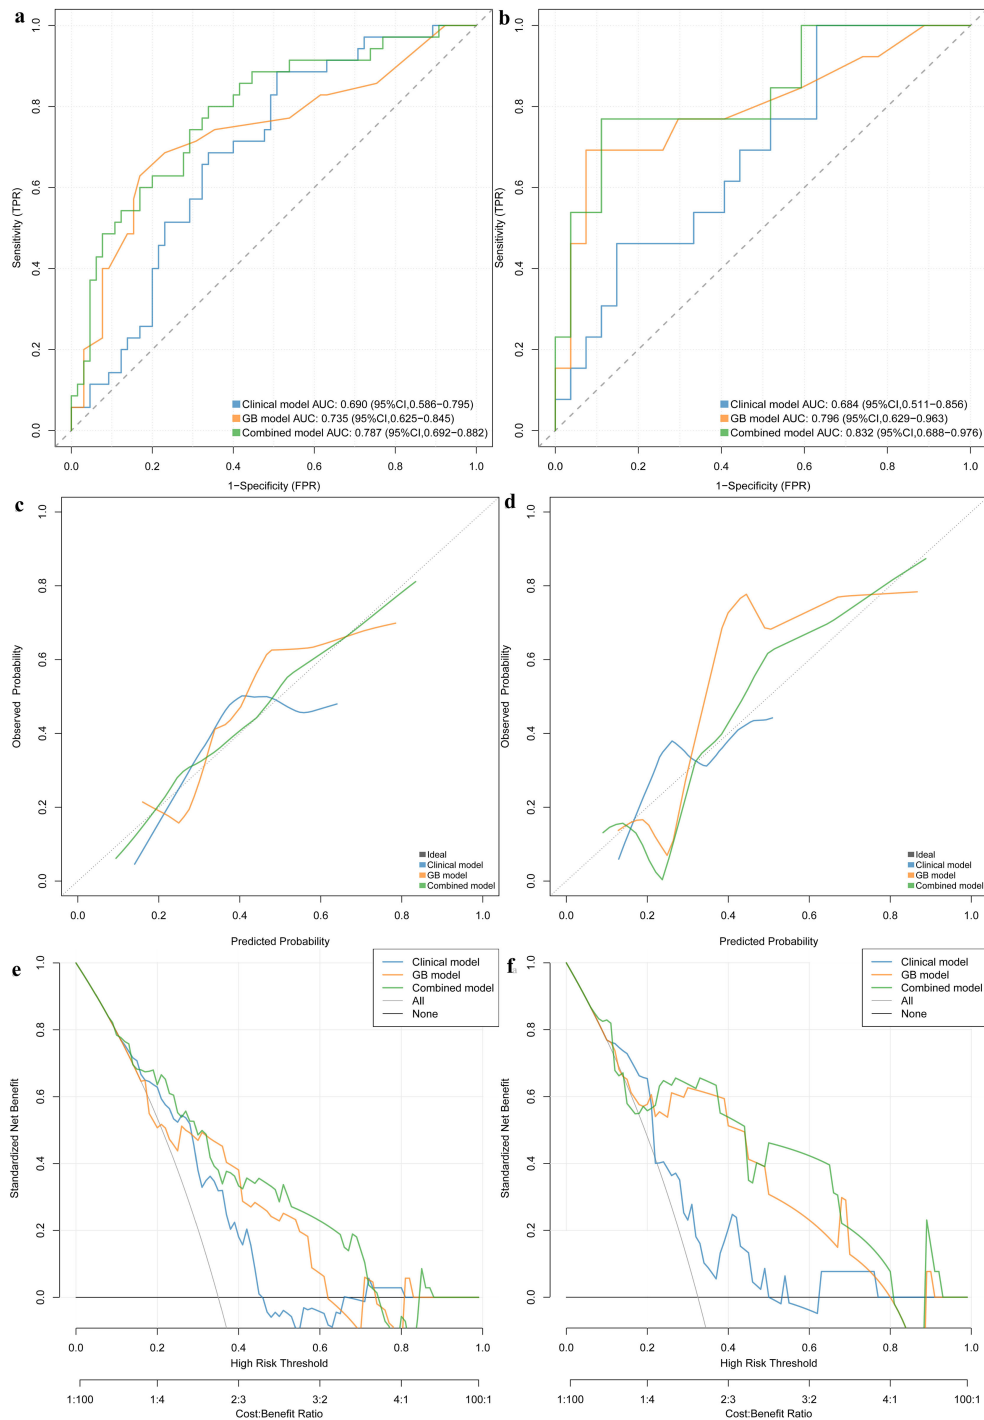 a
b
1.0
0.8
0.6
0.4
0.2
0.0
Sensitivity (TPR)
Clinical model AUC: 0.690 (95%CI,0.586−0.795)
GB model AUC: 0.735 (95%CI,0.625−0.845)
Combined model AUC: 0.787 (95%CI,0.692−0.882)
0.0 0.2 0.4 0.6 0.8 1.0
1−Specificity (FPR)
1.0
0.8
0.6
0.4
0.2
0.0
Sensitivity (TPR)
Clinical model AUC: 0.684 (95%CI,0.511−0.856)
GB model AUC: 0.796 (95%CI,0.629−0.963)
Combined model AUC: 0.832 (95%CI,0.688−0.976)
0.0 0.2 0.4 0.6 0.8 1.0
1−Specificity (FPR)
c
d
1.0
0.8
0.6
0.4
0.2
0.0
Observed Probability
Ideal
Clinical model
GB model
Combined model
0.0 0.2 0.4 0.6 0.8 1.0
Predicted Probability
1.0
0.8
0.6
0.4
0.2
0.0
Observed Probability
Ideal
Clinical model
GB model
Combined model
0.0 0.2 0.4 0.6 0.8 1.0
Predicted Probability
e
f
Clinical model
GB model
Combined model
All
None
1.0
0.8
0.6
0.4
0.2
0.0
Standardized Net Benefit
0.0 0.2 0.4 0.6 0.8 1.0
High Risk Threshold
1:100 1:4 2:3 3:2 4:1 100:1
Cost:Benefit Ratio
Clinical model
GB model
Combined model
All
None
1.0
0.8
0.6
0.4
0.2
0.0
Standardized Net Benefit
0.0 0.2 0.4 0.6 0.8 1.0
High Risk Threshold
1:100 1:4 2:3 3:2 4:1 100:1
Cost:Benefit Ratio